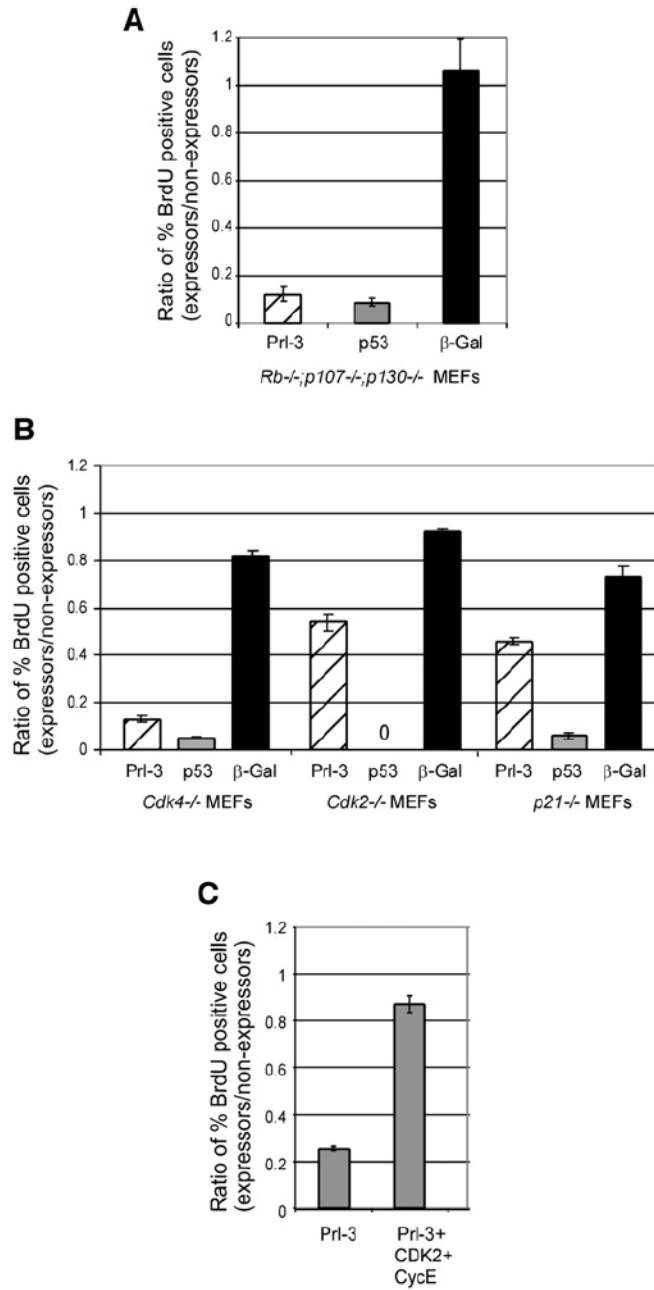 A
Ratio of % BrdU positive cells
(expressors/non-expressors)
1.2
1
0.8
0.6
0.4
0.2
0
Prl-3 p53 β-Gal
Rb-/-;p107-/-;p130-/- MEFs
B
Ratio of % BrdU positive cells
(expressors/non-expressors)
1.2
1
0.8
0.6
0.4
0.2
0
0
Prl-3 p53 β-Gal Prl-3 p53 β-Gal Prl-3 p53 β-Gal
Cdk4-/- MEFs Cdk2-/- MEFs p21-/- MEFs
C
Ratio of % BrdU positive cells
(expressors/non-expressors)
1.2
1
0.8
0.6
0.4
0.2
0
Prl-3 Prl-3+
CDK2+
CycE